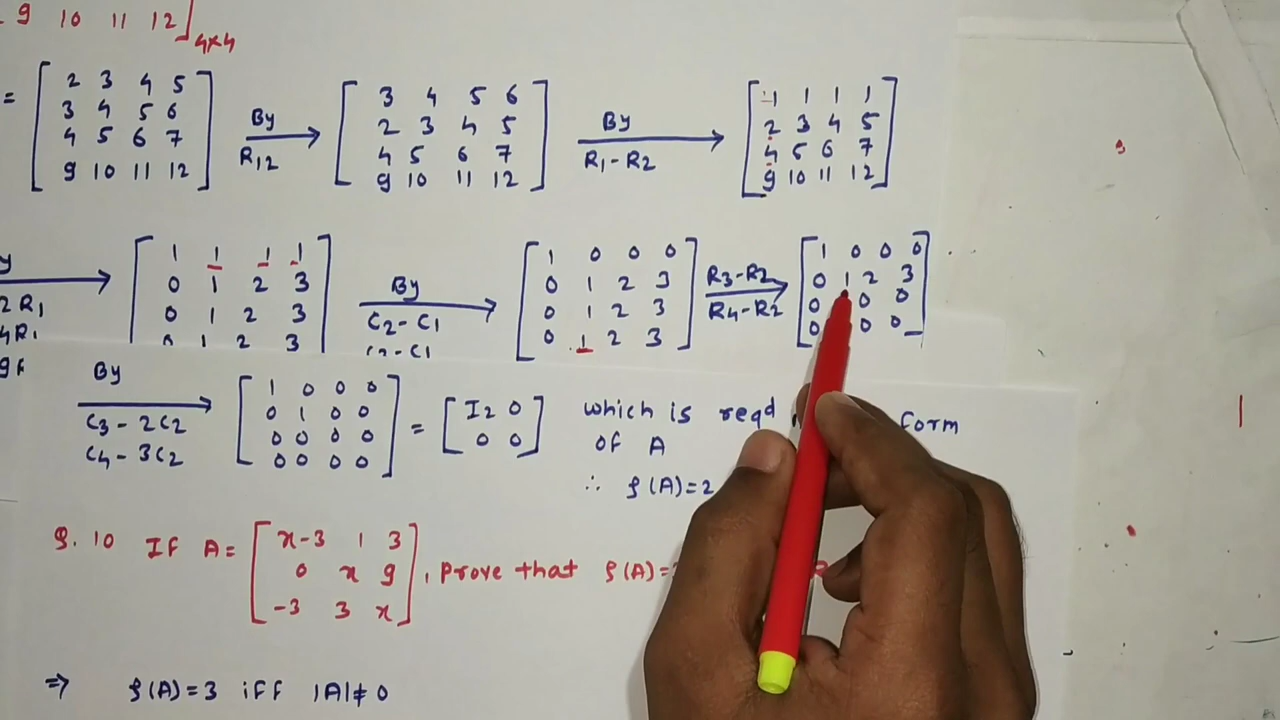 9 10 11 12]4×4
= [2 3 4 5
3 4 5 6
4 5 6 7
9 10 11 12] By R12 → [3 4 5 6
2 3 4 5
4 5 6 7
9 10 11 12] By R1-R2 → [1 1 1 1
2 3 4 5
4 5 6 7
9 10 11 12]
2R1
4R1
9R
→ [1 1 1 1
0 1 2 3
0 1 2 3
0 1 2 3 By C2-C1 → [1 0 0 0
0 1 2 3
0 1 2 3
0 1 2 3] R3-R2 R4-R2 → [1 0 0 0
0 1 2 3
0 0 0
0 0 0]
By C3-2C2 C4-3C2 → [1 0 0 0
0 1 0 0
0 0 0 0
0 0 0 0] = [I2 0
0 0] which is reqd form
of A
∴ ρ(A)=2
Q. 10 If A= [x-3 1 3
0 x 9
-3 3 x], Prove that ρ(A)=
⇒ ρ(A)=3 iff |A|≠0